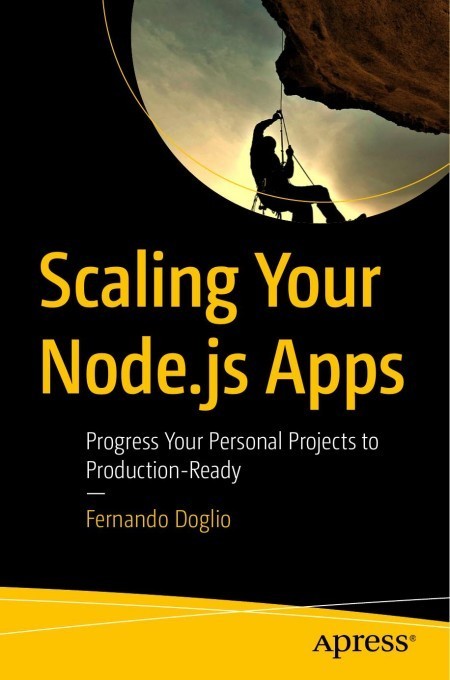 Scaling Your
Node.js Apps
Progress Your Personal Projects to
Production-Ready
—
Fernando Doglio
Apress®